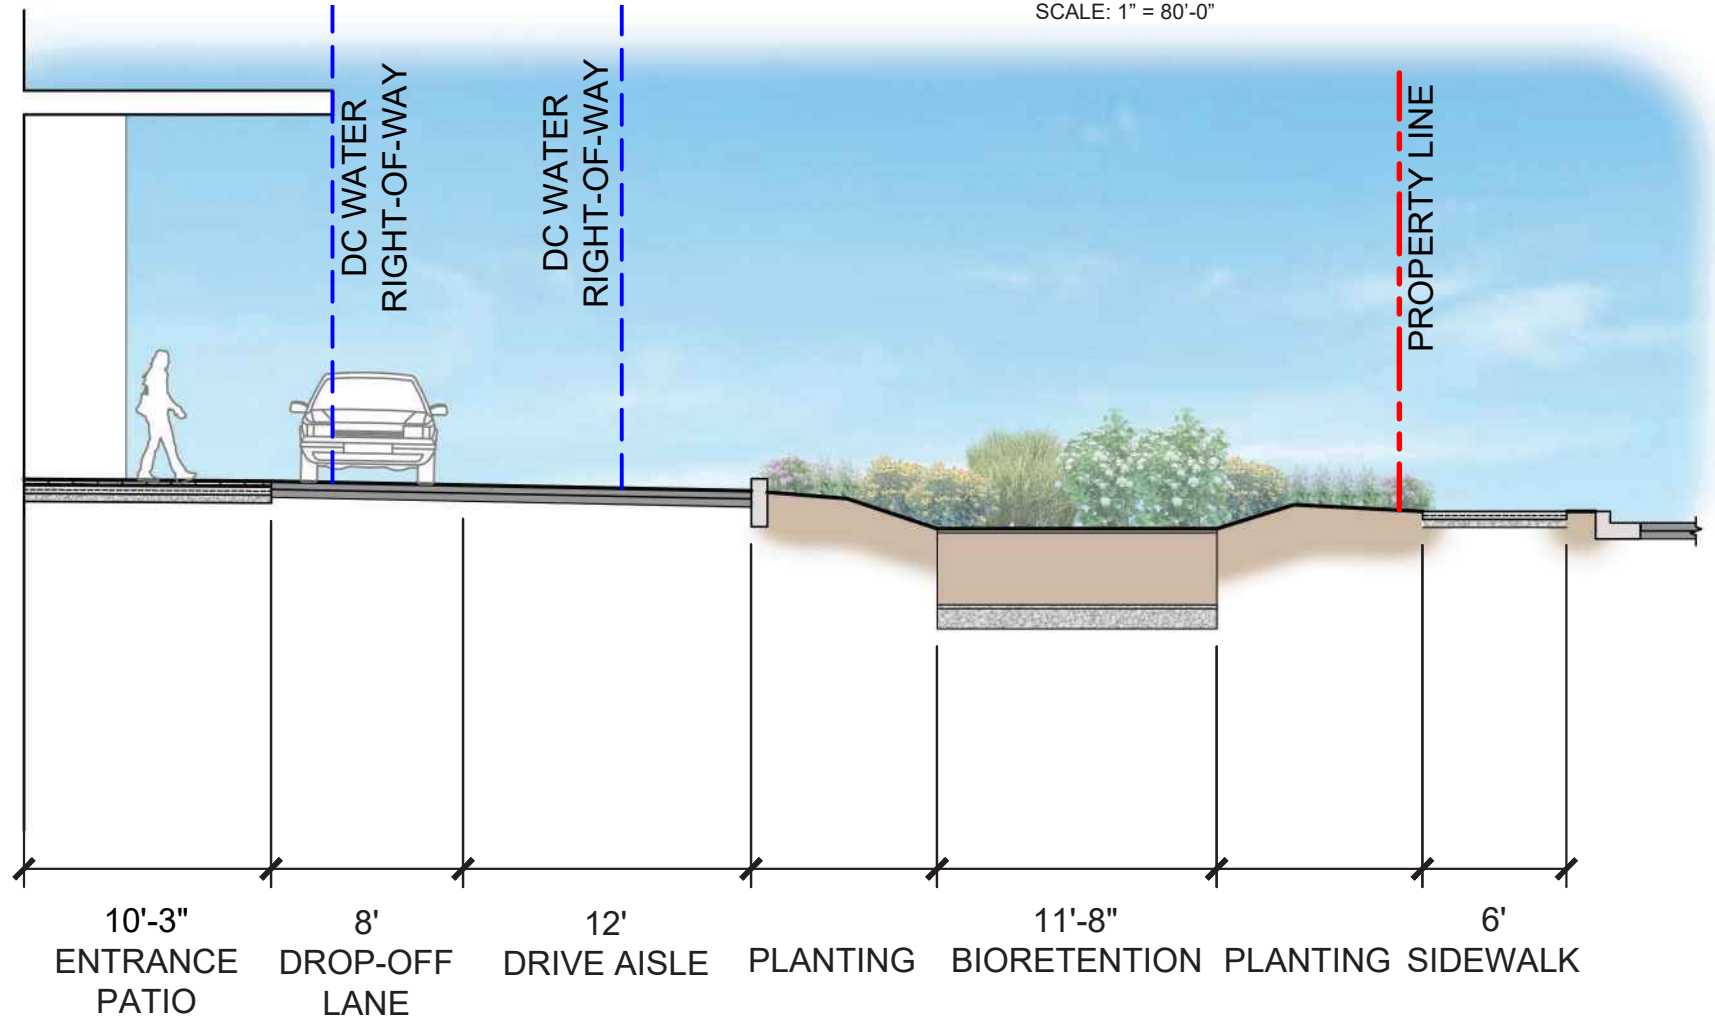 SCALE: 1” = 80’-0”
DC WATER
RIGHT-OF-WAY
DC WATER
RIGHT-OF-WAY
PROPERTY LINE
10'-3"
ENTRANCE
PATIO
8'
DROP-OFF
LANE
12'
DRIVE AISLE
PLANTING
11'-8"
BIORETENTION
PLANTING
6'
SIDEWALK